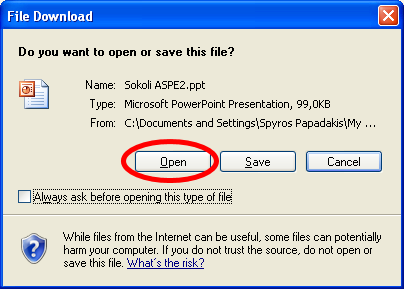 File Download
Do you want to open or save this file?
Name: Sokoli ASPE2.ppt
Type: Microsoft PowerPoint Presentation, 99,0KB
From: C:\Documents and Settings\Spyros Papadakis\My ...
Open Save Cancel
Always ask before opening this type of file
While files from the Internet can be useful, some files can potentially
harm your computer. If you do not trust the source, do not open or
save this file. What's the risk?